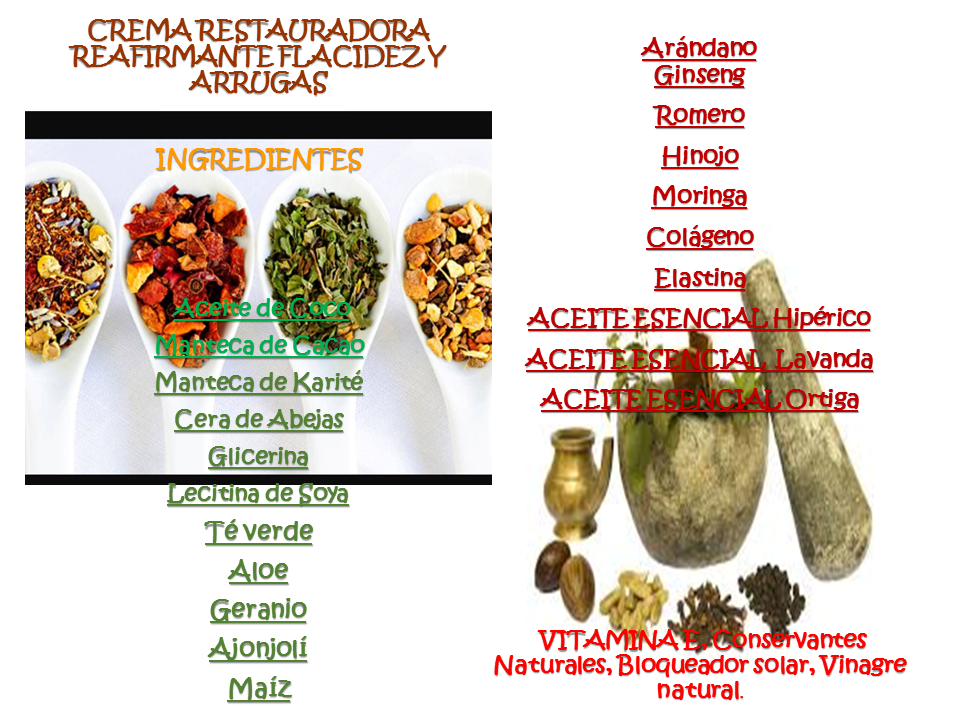 CREMA RESTAURADORA
REAFIRMANTE FLACIDEZ Y
ARRUGAS
INGREDIENTES
Aceite de Coco
Manteca de Cacao
Manteca de Karité
Cera de Abejas
Glicerina
Lecitina de Soya
Té verde
Aloe
Geranio
Ajonjolí
Maíz
Arándano
Ginseng
Romero
Hinojo
Moringa
Colágeno
Elastina
ACEITE ESENCIAL Hipérico
ACEITE ESENCIAL Lavanda
ACEITE ESENCIAL Ortiga
VITAMINA E, Conservantes
Naturales, Bloqueador solar, Vinagre
natural.